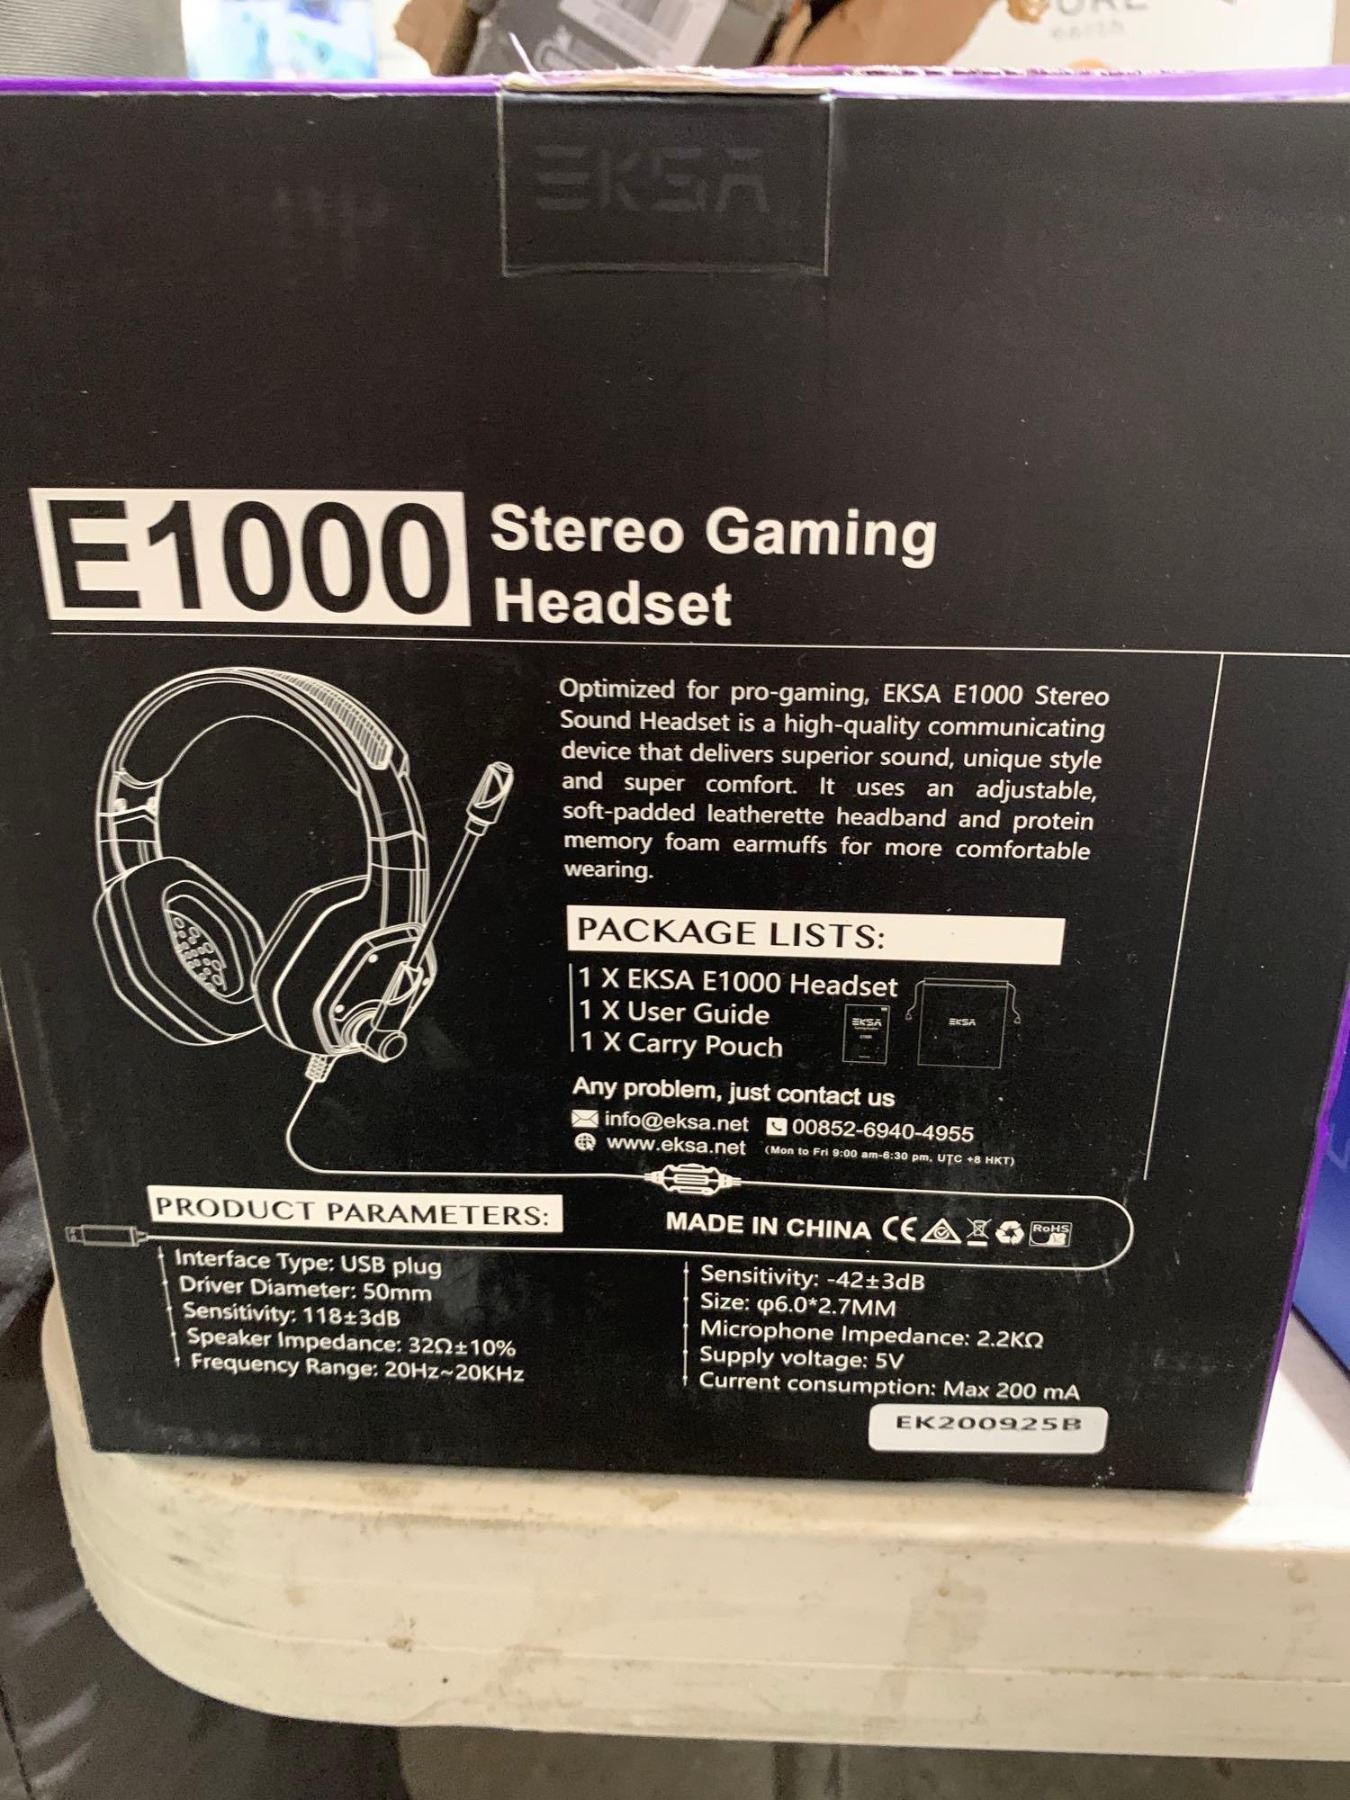 EKSA
E1000
Stereo Gaming
Headset
Optimized for pro-gaming, EKSA E1000 Stereo
Sound Headset is a high-quality communicating
device that delivers superior sound, unique style
and super comfort. It uses an adjustable,
soft-padded leatherette headband and protein
memory foam earmuffs for more comfortable
wearing.
PACKAGE LISTS:
1 X EKSA E1000 Headset
1 X User Guide
1 X Carry Pouch
EKSA
EKSA
Any problem, just contact us
info@eksa.net 00852-6940-4955
www.eksa.net (Mon to Fri 9:00 am-6:30 pm, UTC +8 HKT)
PRODUCT PARAMETERS:
Interface Type: USB plug
Driver Diameter: 50mm
Sensitivity: 118±3dB
Speaker Impedance: 32Ω±10%
Frequency Range: 20Hz~20KHz
MADE IN CHINA CE RoHS
Sensitivity: -42±3dB
Size: φ6.0*2.7MM
Microphone Impedance: 2.2KΩ
Supply voltage: 5V
Current consumption: Max 200 mA
EK200925B